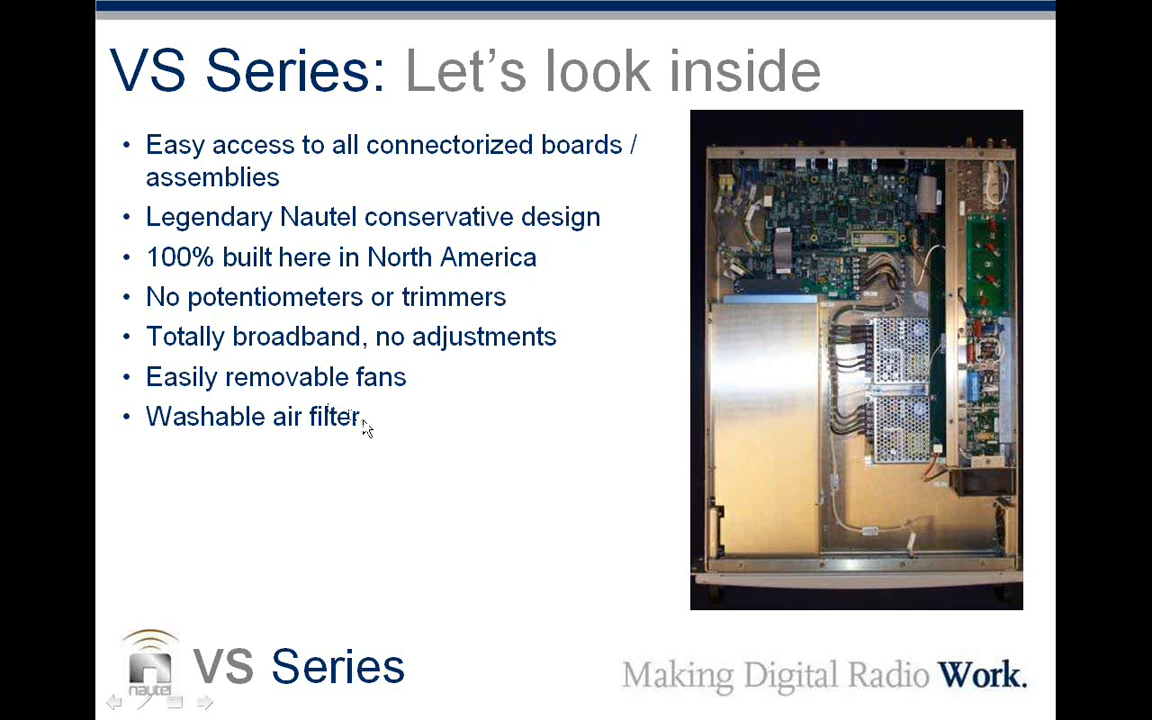 VS Series: Let's look inside
• Easy access to all connectorized boards /
assemblies
• Legendary Nautel conservative design
• 100% built here in North America
• No potentiometers or trimmers
• Totally broadband, no adjustments
• Easily removable fans
• Washable air filter
nautel
VS Series
Making Digital Radio Work.